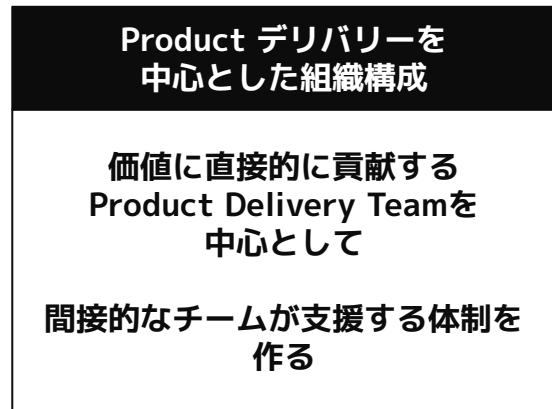 Product デリバリーを
中心とした組織構成
価値に直接的に貢献する
Product Delivery Teamを
中心として
間接的なチームが支援する体制を
作る